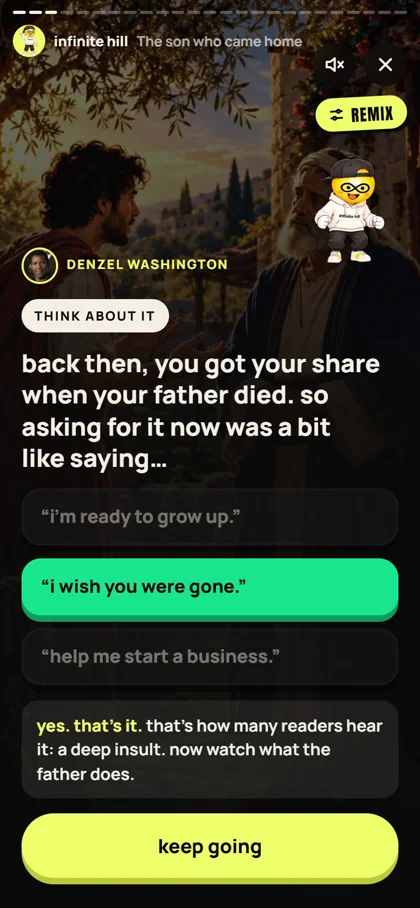 infinite hill The son who came home
REMIX
infinite hill
DENZEL WASHINGTON
THINK ABOUT IT
back then, you got your share
when your father died. so
asking for it now was a bit
like saying…
“i’m ready to grow up.”
“i wish you were gone.”
“help me start a business.”
yes. that’s it. that’s how many readers hear
it: a deep insult. now watch what the
father does.
keep going